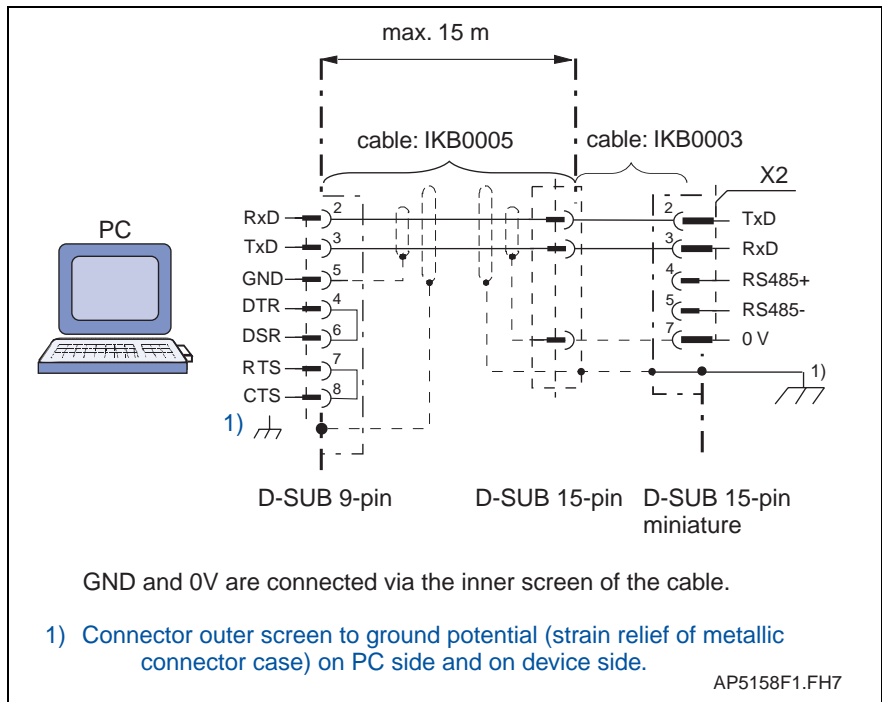 max. 15 m
cable: IKB0005
cable: IKB0003
X2
PC
RxD 2
TxD 3
GND 5
DTR 4
DSR 6
RTS 7
CTS 8
1)
2 TxD
3 RxD
4 RS485+
5 RS485-
7 0 V
1)
D-SUB 9-pin
D-SUB 15-pin
D-SUB 15-pin
miniature
GND and 0V are connected via the inner screen of the cable.
1) Connector outer screen to ground potential (strain relief of metallic
connector case) on PC side and on device side.
AP5158F1.FH7